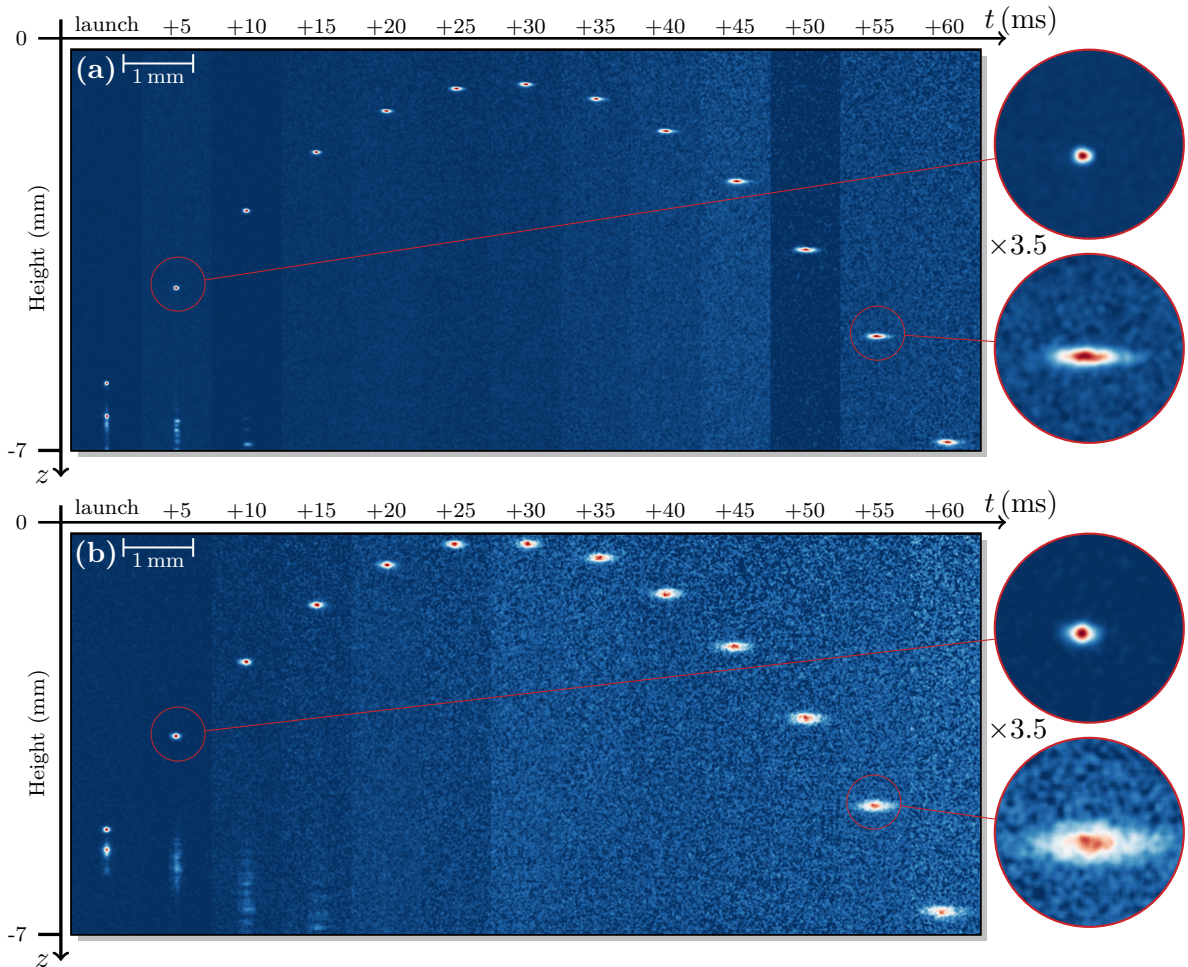 launch +5 +10 +15 +20 +25 +30 +35 +40 +45 +50 +55 +60 t (ms)
0
(a)
1 mm
Height (mm)
×3.5
-7
z
launch +5 +10 +15 +20 +25 +30 +35 +40 +45 +50 +55 +60 t (ms)
0
(b)
1 mm
Height (mm)
×3.5
-7
z